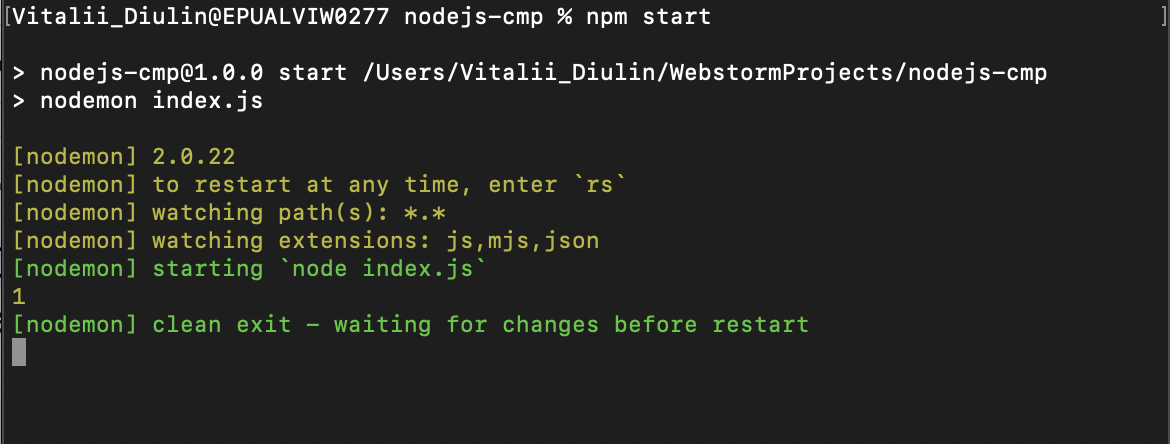 [Vitalii_Diulin@EPUALVIW0277 nodejs-cmp % npm start ]
> nodejs-cmp@1.0.0 start /Users/Vitalii_Diulin/WebstormProjects/nodejs-cmp
> nodemon index.js
[nodemon] 2.0.22
[nodemon] to restart at any time, enter `rs`
[nodemon] watching path(s): *.*
[nodemon] watching extensions: js,mjs,json
[nodemon] starting `node index.js`
1
[nodemon] clean exit - waiting for changes before restart